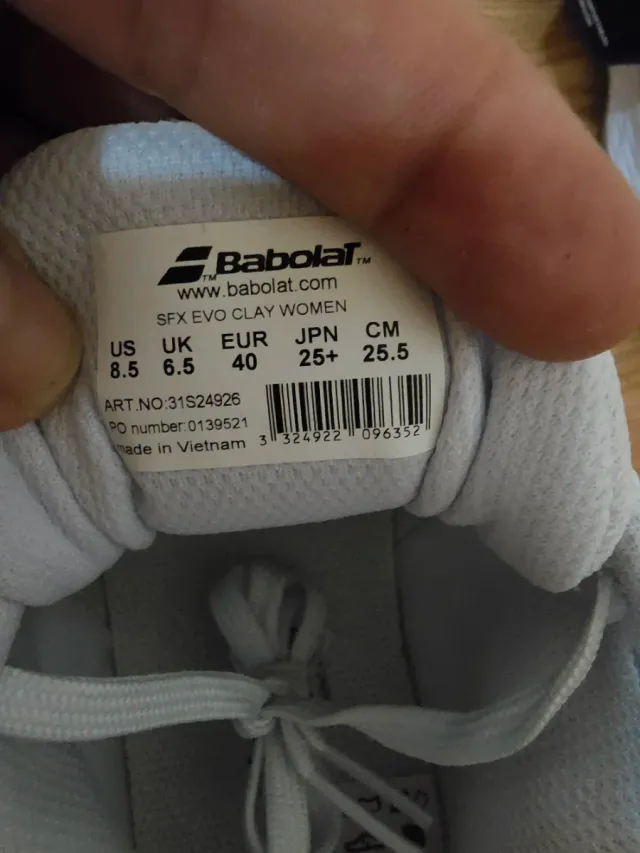 BabolaT™
www.babolat.com
SFX EVO CLAY WOMEN
US UK EUR JPN CM
8.5 6.5 40 25+ 25.5
ART.NO:31S24926
PO number:0139521
made in Vietnam
3 324922 096352